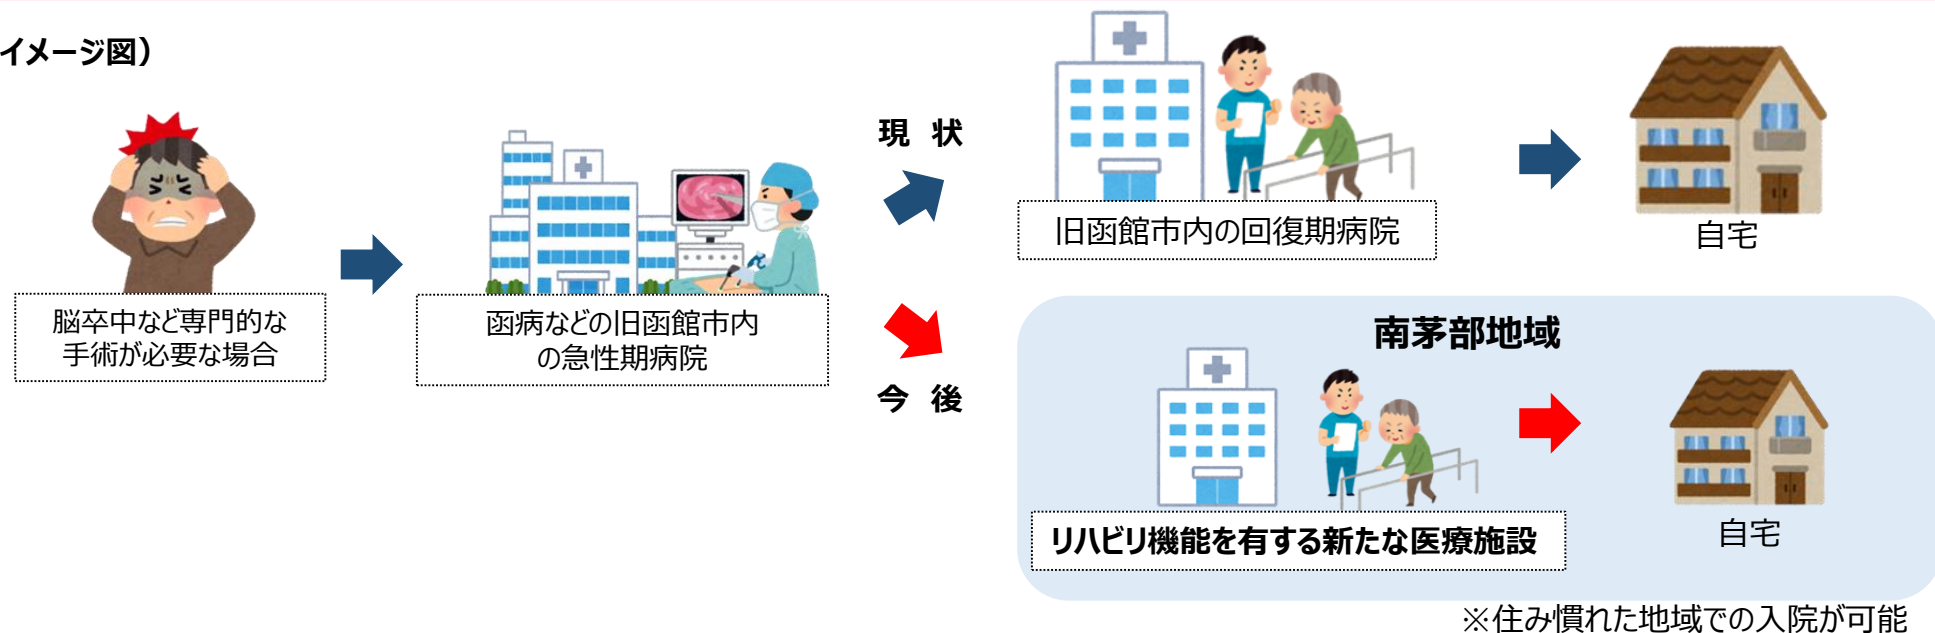 イメージ図）
脳卒中など専門的な
手術が必要な場合
函病などの旧函館市内
の急性期病院
現 状
旧函館市内の回復期病院
自宅
今 後
南茅部地域
リハビリ機能を有する新たな医療施設
自宅
※住み慣れた地域での入院が可能